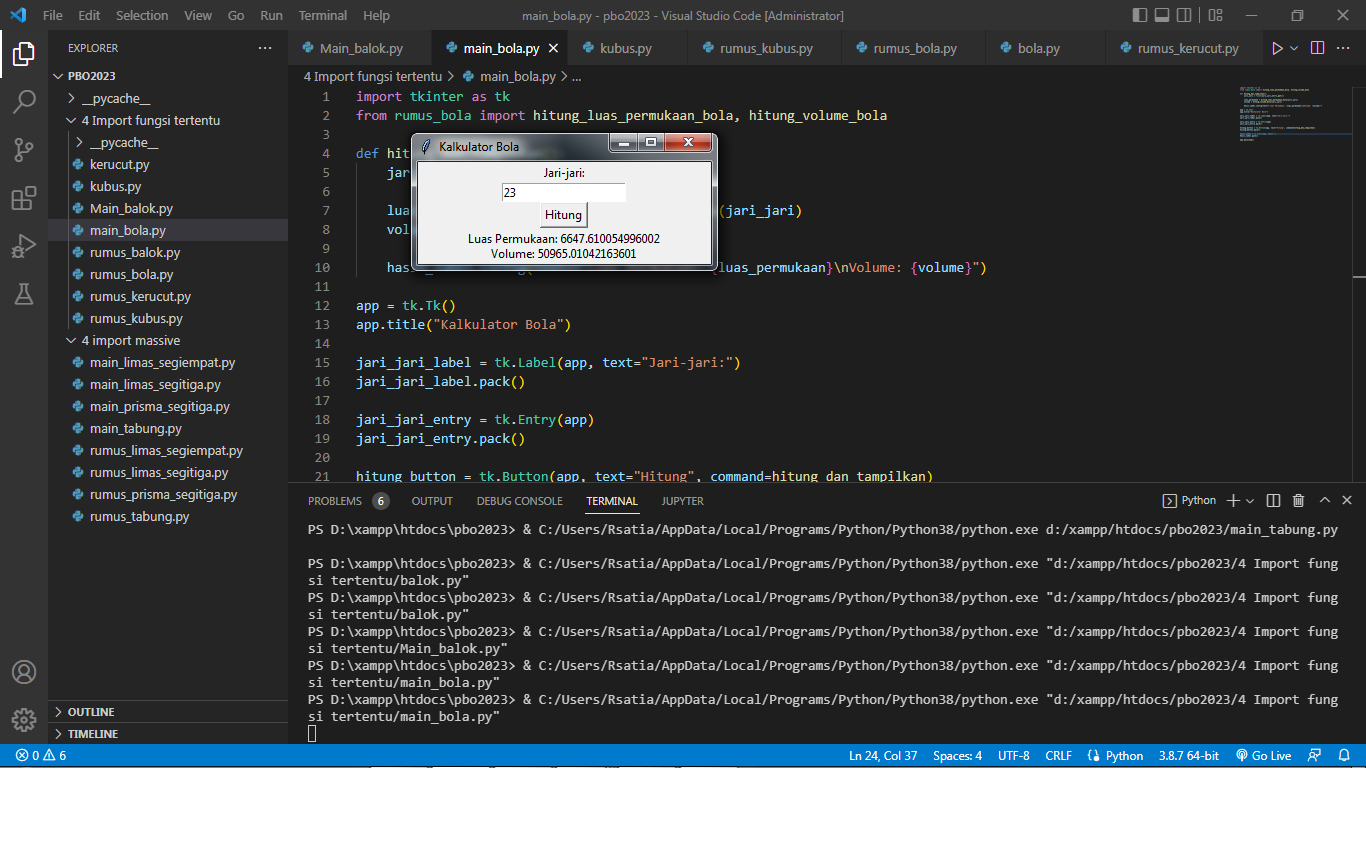 File Edit Selection View Go Run Terminal Help main_bola.py - pbo2023 - Visual Studio Code [Administrator]
EXPLORER
PBO2023
__pycache__
4 Import fungsi tertentu
__pycache__
kerucut.py
kubus.py
Main_balok.py
main_bola.py
rumus_balok.py
rumus_bola.py
rumus_kerucut.py
rumus_kubus.py
4 import massive
main_limas_segiempat.py
main_limas_segitiga.py
main_prisma_segitiga.py
main_tabung.py
rumus_limas_segiempat.py
rumus_limas_segitiga.py
rumus_prisma_segitiga.py
rumus_tabung.py
OUTLINE
TIMELINE
Main_balok.py main_bola.py kubus.py rumus_kubus.py rumus_bola.py bola.py rumus_kerucut.py
4 Import fungsi tertentu > main_bola.py > ...
1 import tkinter as tk
2 from rumus_bola import hitung_luas_permukaan_bola, hitung_volume_bola
3
4 def hit
5 jar
6
7 lua (jari_jari)
8 vol
9
10 has {luas_permukaan}\nVolume: {volume}")
11
12 app = tk.Tk()
13 app.title("Kalkulator Bola")
14
15 jari_jari_label = tk.Label(app, text="Jari-jari:")
16 jari_jari_label.pack()
17
18 jari_jari_entry = tk.Entry(app)
19 jari_jari_entry.pack()
20
21 hitung_button = tk.Button(app, text="Hitung", command=hitung_dan_tampilkan)
Kalkulator Bola
Jari-jari:
23
Hitung
Luas Permukaan: 6647.610054996002
Volume: 50965.01042163601
PROBLEMS 6 OUTPUT DEBUG CONSOLE TERMINAL JUPYTER Python
PS D:\xampp\htdocs\pbo2023> & C:/Users/Rsatia/AppData/Local/Programs/Python/Python38/python.exe d:/xampp/htdocs/pbo2023/main_tabung.py
PS D:\xampp\htdocs\pbo2023> & C:/Users/Rsatia/AppData/Local/Programs/Python/Python38/python.exe "d:/xampp/htdocs/pbo2023/4 Import fung
si tertentu/balok.py"
PS D:\xampp\htdocs\pbo2023> & C:/Users/Rsatia/AppData/Local/Programs/Python/Python38/python.exe "d:/xampp/htdocs/pbo2023/4 Import fung
si tertentu/balok.py"
PS D:\xampp\htdocs\pbo2023> & C:/Users/Rsatia/AppData/Local/Programs/Python/Python38/python.exe "d:/xampp/htdocs/pbo2023/4 Import fung
si tertentu/Main_balok.py"
PS D:\xampp\htdocs\pbo2023> & C:/Users/Rsatia/AppData/Local/Programs/Python/Python38/python.exe "d:/xampp/htdocs/pbo2023/4 Import fung
si tertentu/main_bola.py"
PS D:\xampp\htdocs\pbo2023> & C:/Users/Rsatia/AppData/Local/Programs/Python/Python38/python.exe "d:/xampp/htdocs/pbo2023/4 Import fung
si tertentu/main_bola.py"
0 6 Ln 24, Col 37 Spaces: 4 UTF-8 CRLF Python 3.8.7 64-bit Go Live